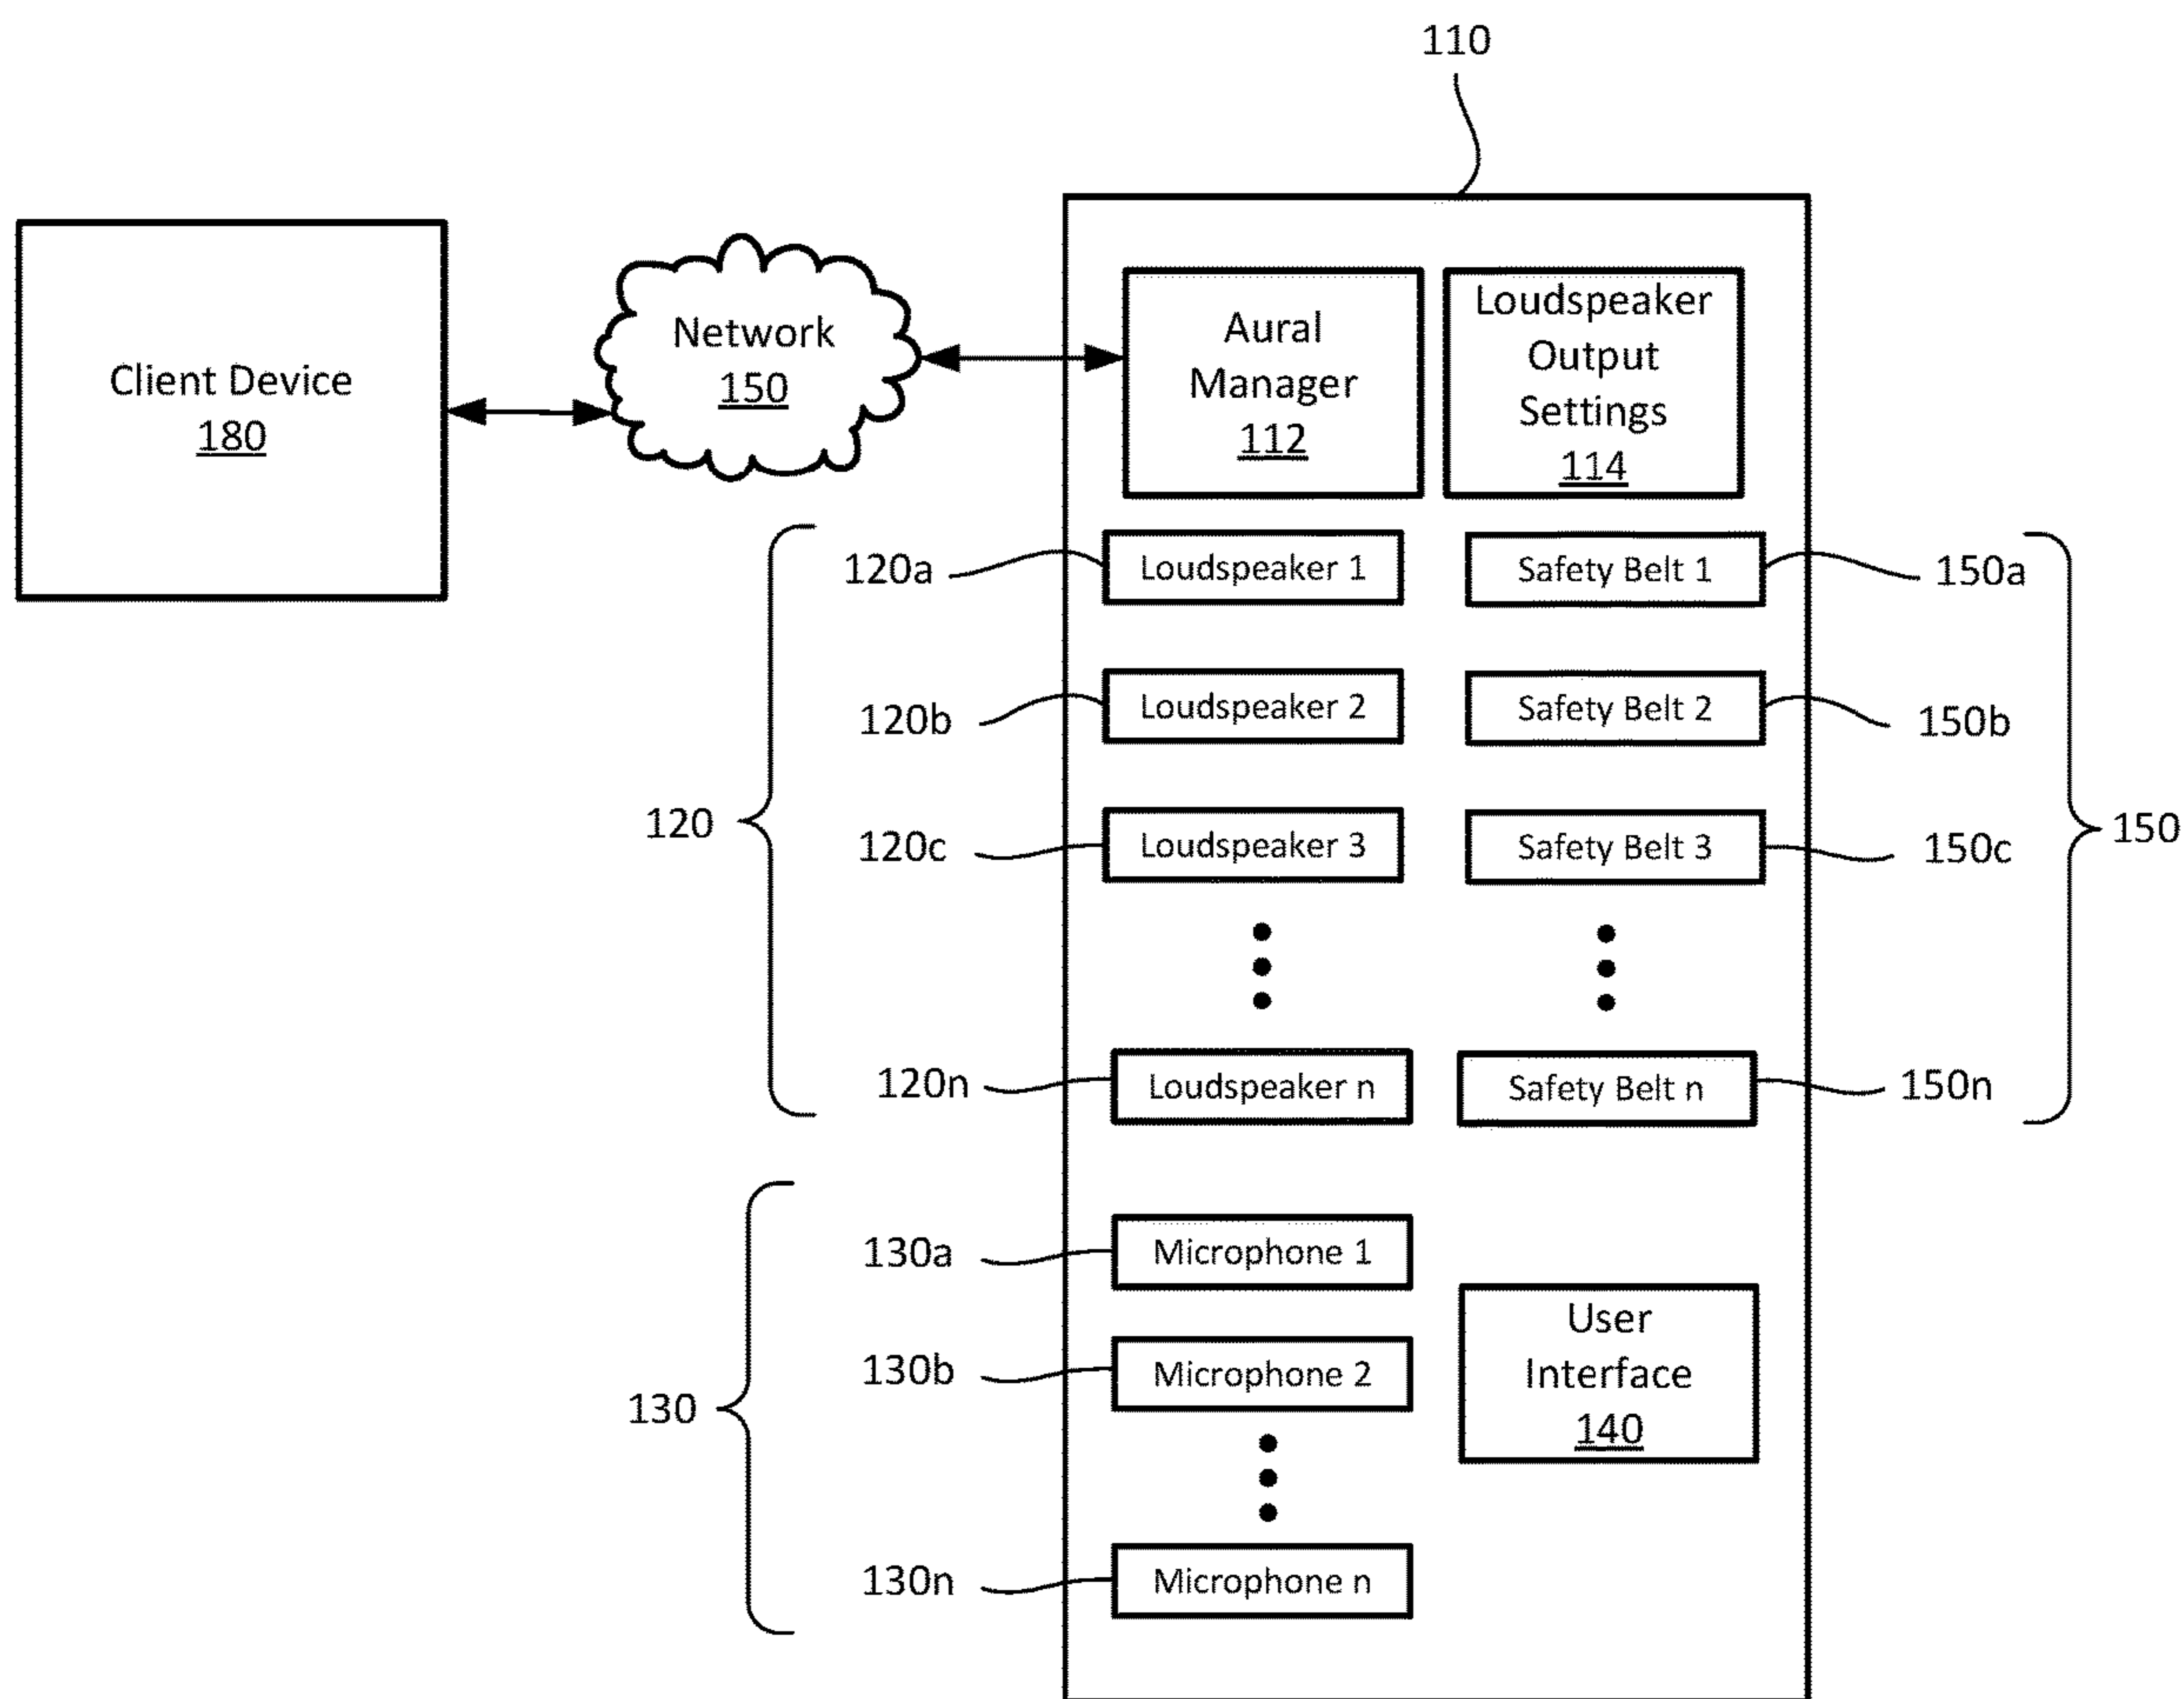 110
Client Device
180
Network
150
Aural
Manager
112
Loudspeaker
Output
Settings
114
120
120a
Loudspeaker 1
Safety Belt 1
150a
120b
Loudspeaker 2
Safety Belt 2
150b
120c
Loudspeaker 3
Safety Belt 3
150c
150
120n
Loudspeaker n
Safety Belt n
150n
130
130a
Microphone 1
130b
Microphone 2
User
Interface
140
130n
Microphone n